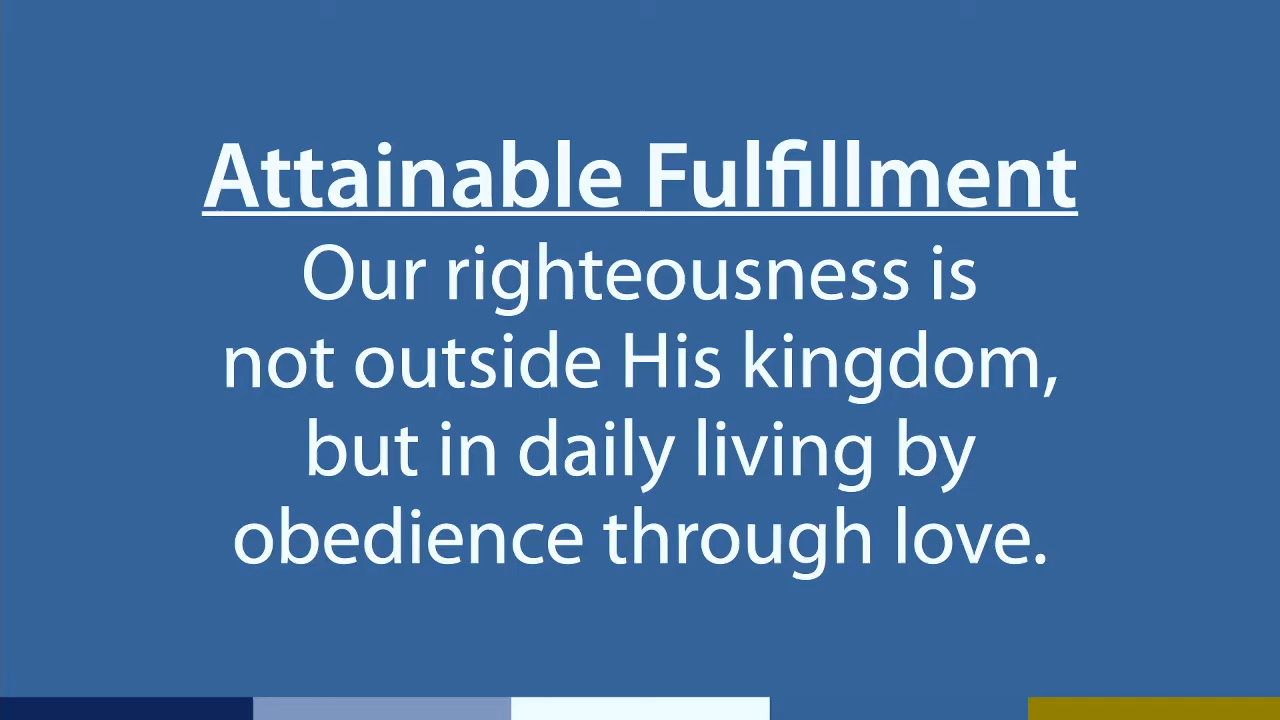 Attainable Fulfillment
Our righteousness is
not outside His kingdom,
but in daily living by
obedience through love.